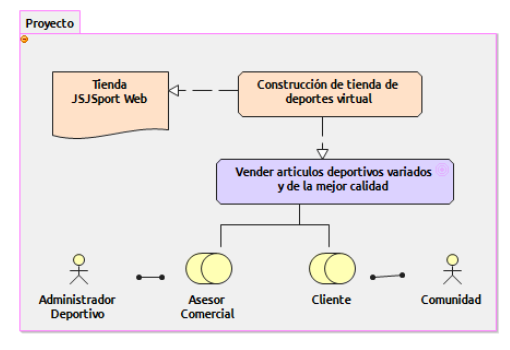 Proyecto
Tienda
JSJSport Web
Construcción de tienda de
deportes virtual
Vender articulos deportivos variados
y de la mejor calidad
Administrador
Deportivo
Asesor
Comercial
Cliente
Comunidad